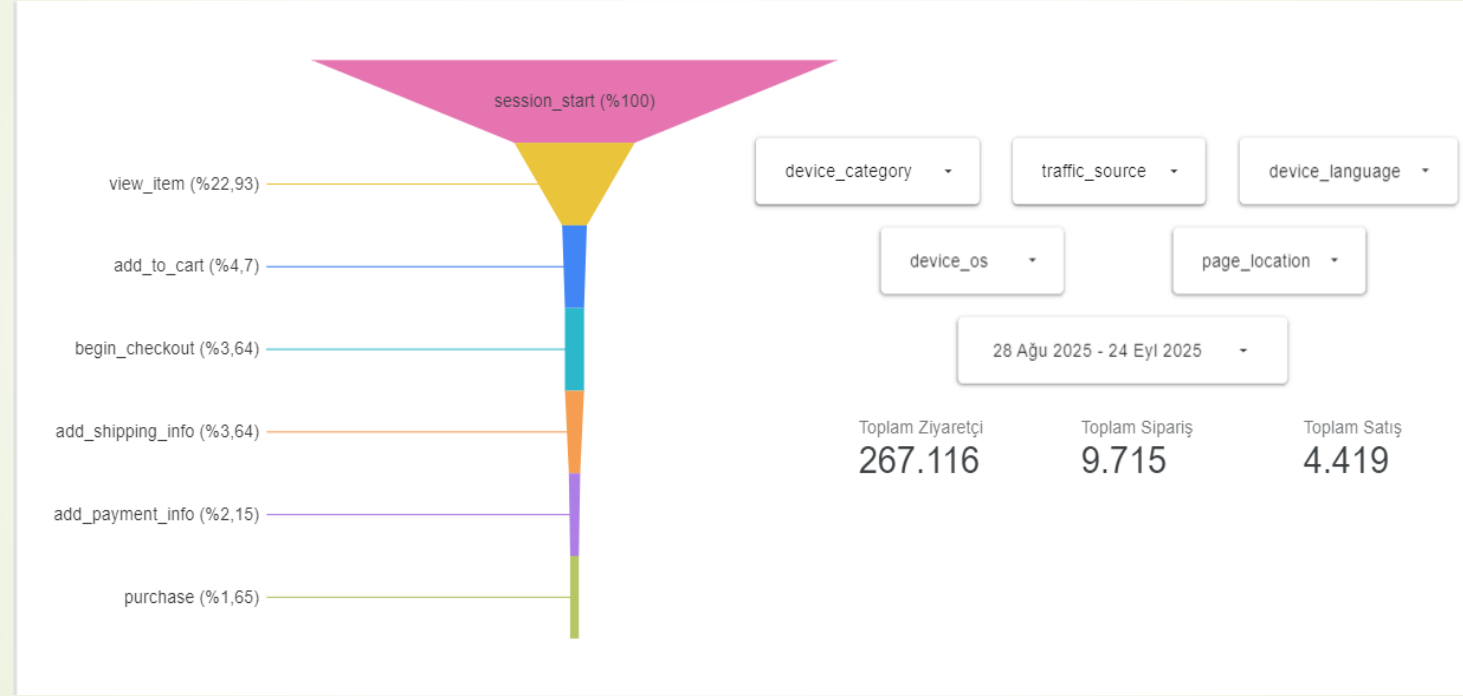 session_start (%100)
view_item (%22,93)
add_to_cart (%4,7)
begin_checkout (%3,64)
add_shipping_info (%3,64)
add_payment_info (%2,15)
purchase (%1,65)
device_category
traffic_source
device_language
device_os
page_location
28 Ağu 2025 - 24 Eyl 2025
Toplam Ziyaretçi
267.116
Toplam Sipariş
9.715
Toplam Satış
4.419